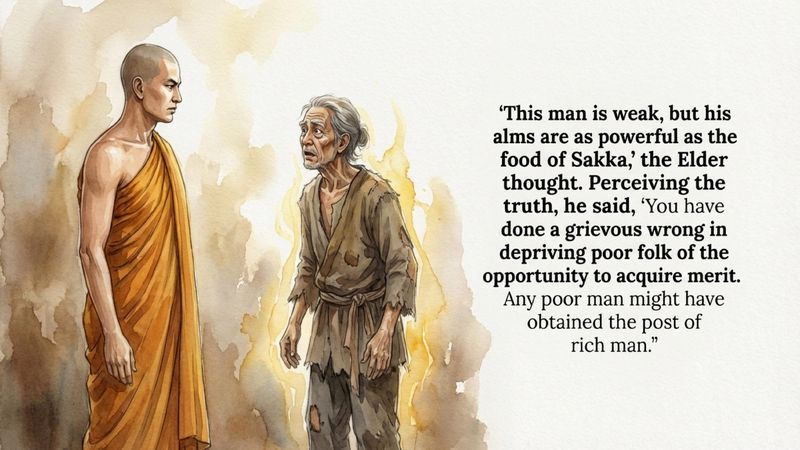 ‘This man is weak, but his
alms are as powerful as the
food of Sakka,’ the Elder
thought. Perceiving the
truth, he said, ‘You have
done a grievous wrong in
depriving poor folk of the
opportunity to acquire merit.
Any poor man might have
obtained the post of
rich man.”